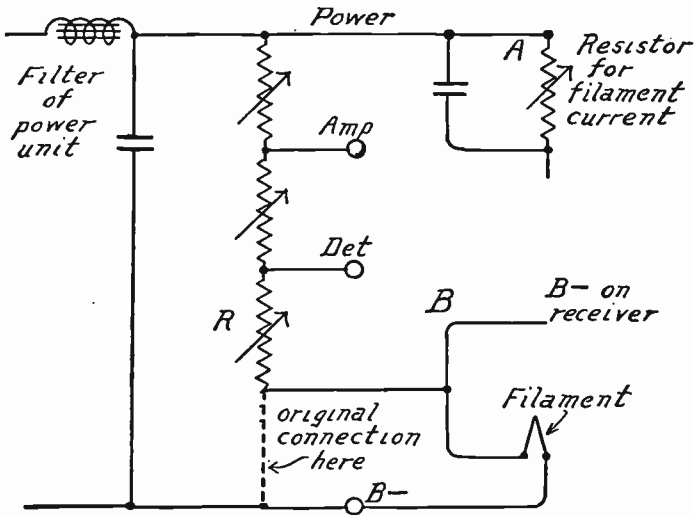 Power
Filter
of
power
unit
A
Resistor
for
filament
current
Amp
Det
R
B
B- on
receiver
Filament
original
connection
here
B-